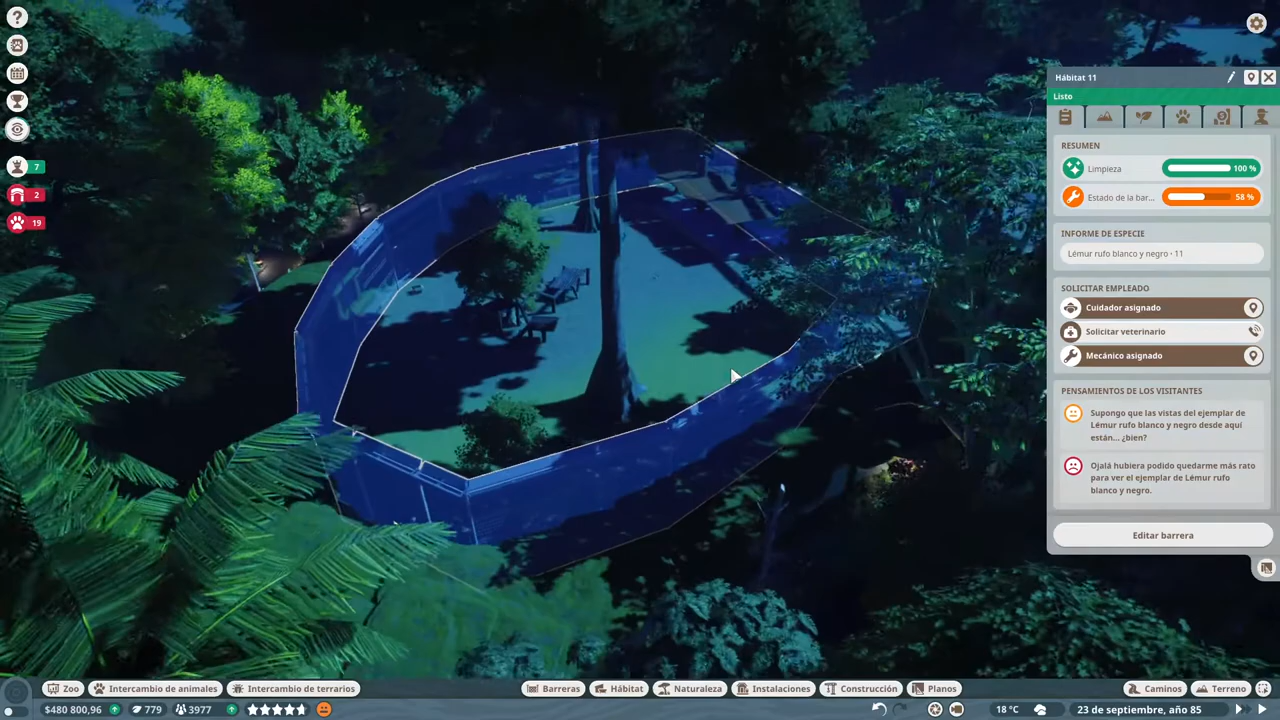 Hábitat 11
Listo
7
2
19
RESUMEN
Limpieza 100 %
Estado de la bar... 58 %
INFORME DE ESPECIE
Lémur rufo blanco y negro · 11
SOLICITAR EMPLEADO
Cuidador asignado
Solicitar veterinario
Mecánico asignado
PENSAMIENTOS DE LOS VISITANTES
Supongo que las vistas del ejemplar de
Lémur rufo blanco y negro desde aquí
están... ¿bien?
Ojalá hubiera podido quedarme más rato
para ver el ejemplar de Lémur rufo
blanco y negro.
Editar barrera
Zoo Intercambio de animales Intercambio de terrarios Barreras Hábitat Naturaleza Instalaciones Construcción Planos Caminos Terreno
$480 800,96 779 3977 18 °C 23 de septiembre, año 85